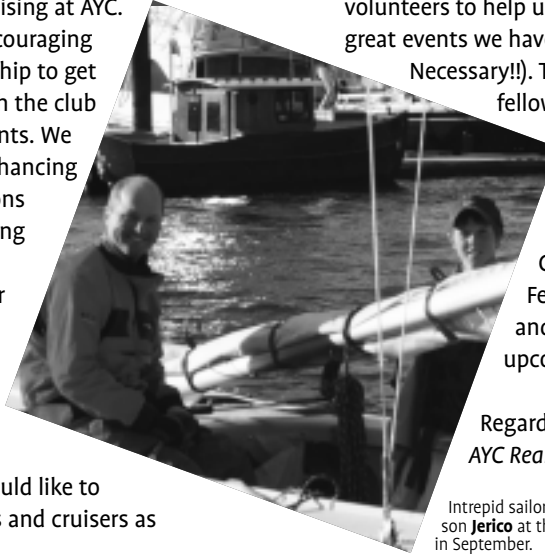 ising at AYC.
couraging
hip to get
n the club
nts. We
hancing
ons
ng
r
uld like to
s and cruisers as
volunteers to help u
great events we hav
Necessary!!). T
fellow
Fe
and
upco
Regard
AYC Rea
Intrepid sailor
son Jerico at th
in September.